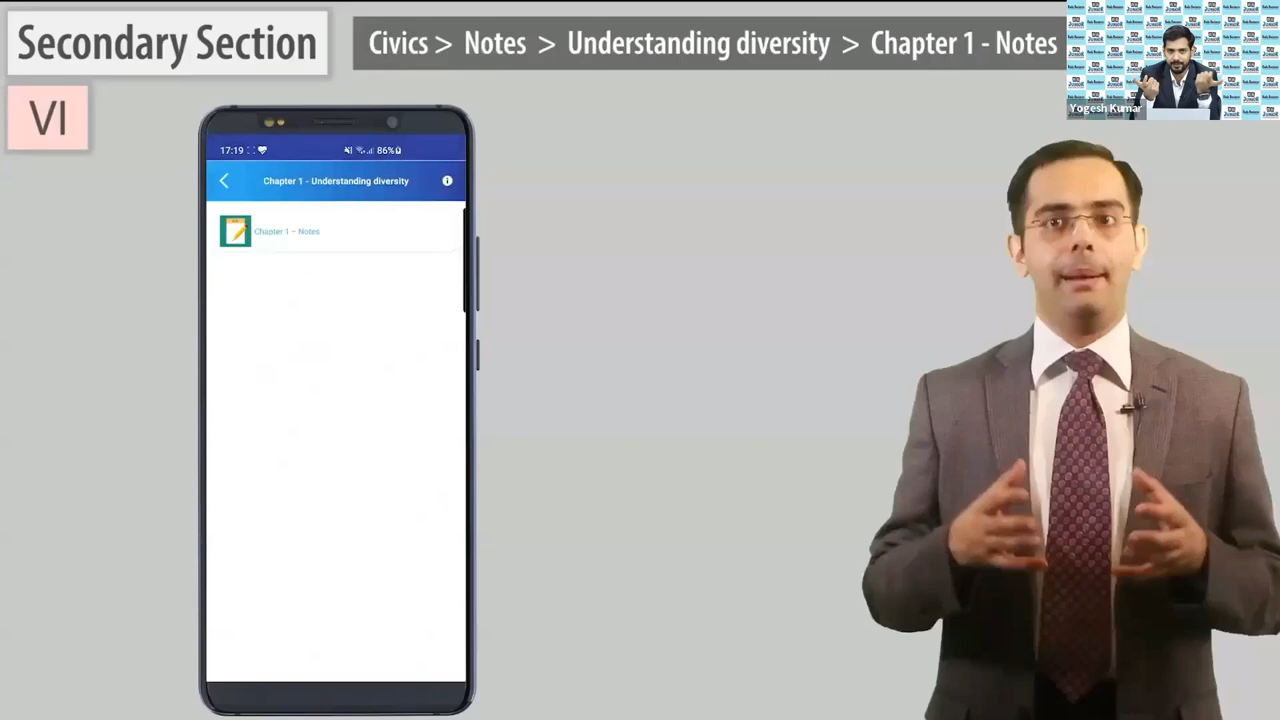 Secondary Section
Civics > Notes > Understanding diversity > Chapter 1 - Notes
Yogesh Kumar
VI
17:19
86%
Chapter 1 - Understanding diversity
Chapter 1 – Notes